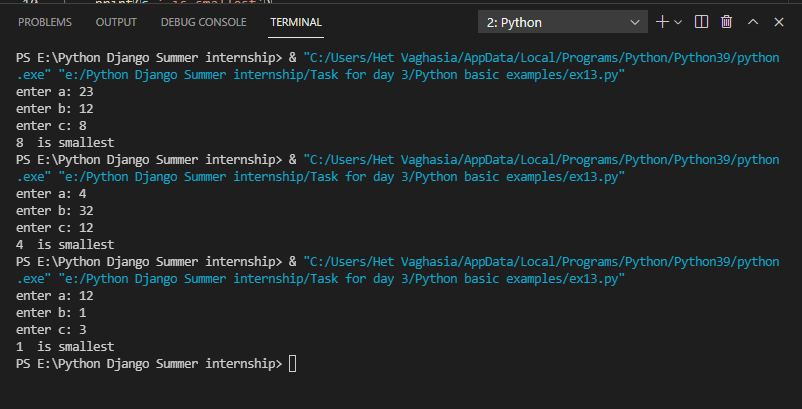 PROBLEMS OUTPUT DEBUG CONSOLE TERMINAL 2: Python
PS E:\Python Django Summer internship> & "C:/Users/Het Vaghasia/AppData/Local/Programs/Python/Python39/python
.exe" "e:/Python Django Summer internship/Task for day 3/Python basic examples/ex13.py"
enter a: 23
enter b: 12
enter c: 8
8  is smallest
PS E:\Python Django Summer internship> & "C:/Users/Het Vaghasia/AppData/Local/Programs/Python/Python39/python
.exe" "e:/Python Django Summer internship/Task for day 3/Python basic examples/ex13.py"
enter a: 4
enter b: 32
enter c: 12
4  is smallest
PS E:\Python Django Summer internship> & "C:/Users/Het Vaghasia/AppData/Local/Programs/Python/Python39/python
.exe" "e:/Python Django Summer internship/Task for day 3/Python basic examples/ex13.py"
enter a: 12
enter b: 1
enter c: 3
1  is smallest
PS E:\Python Django Summer internship>